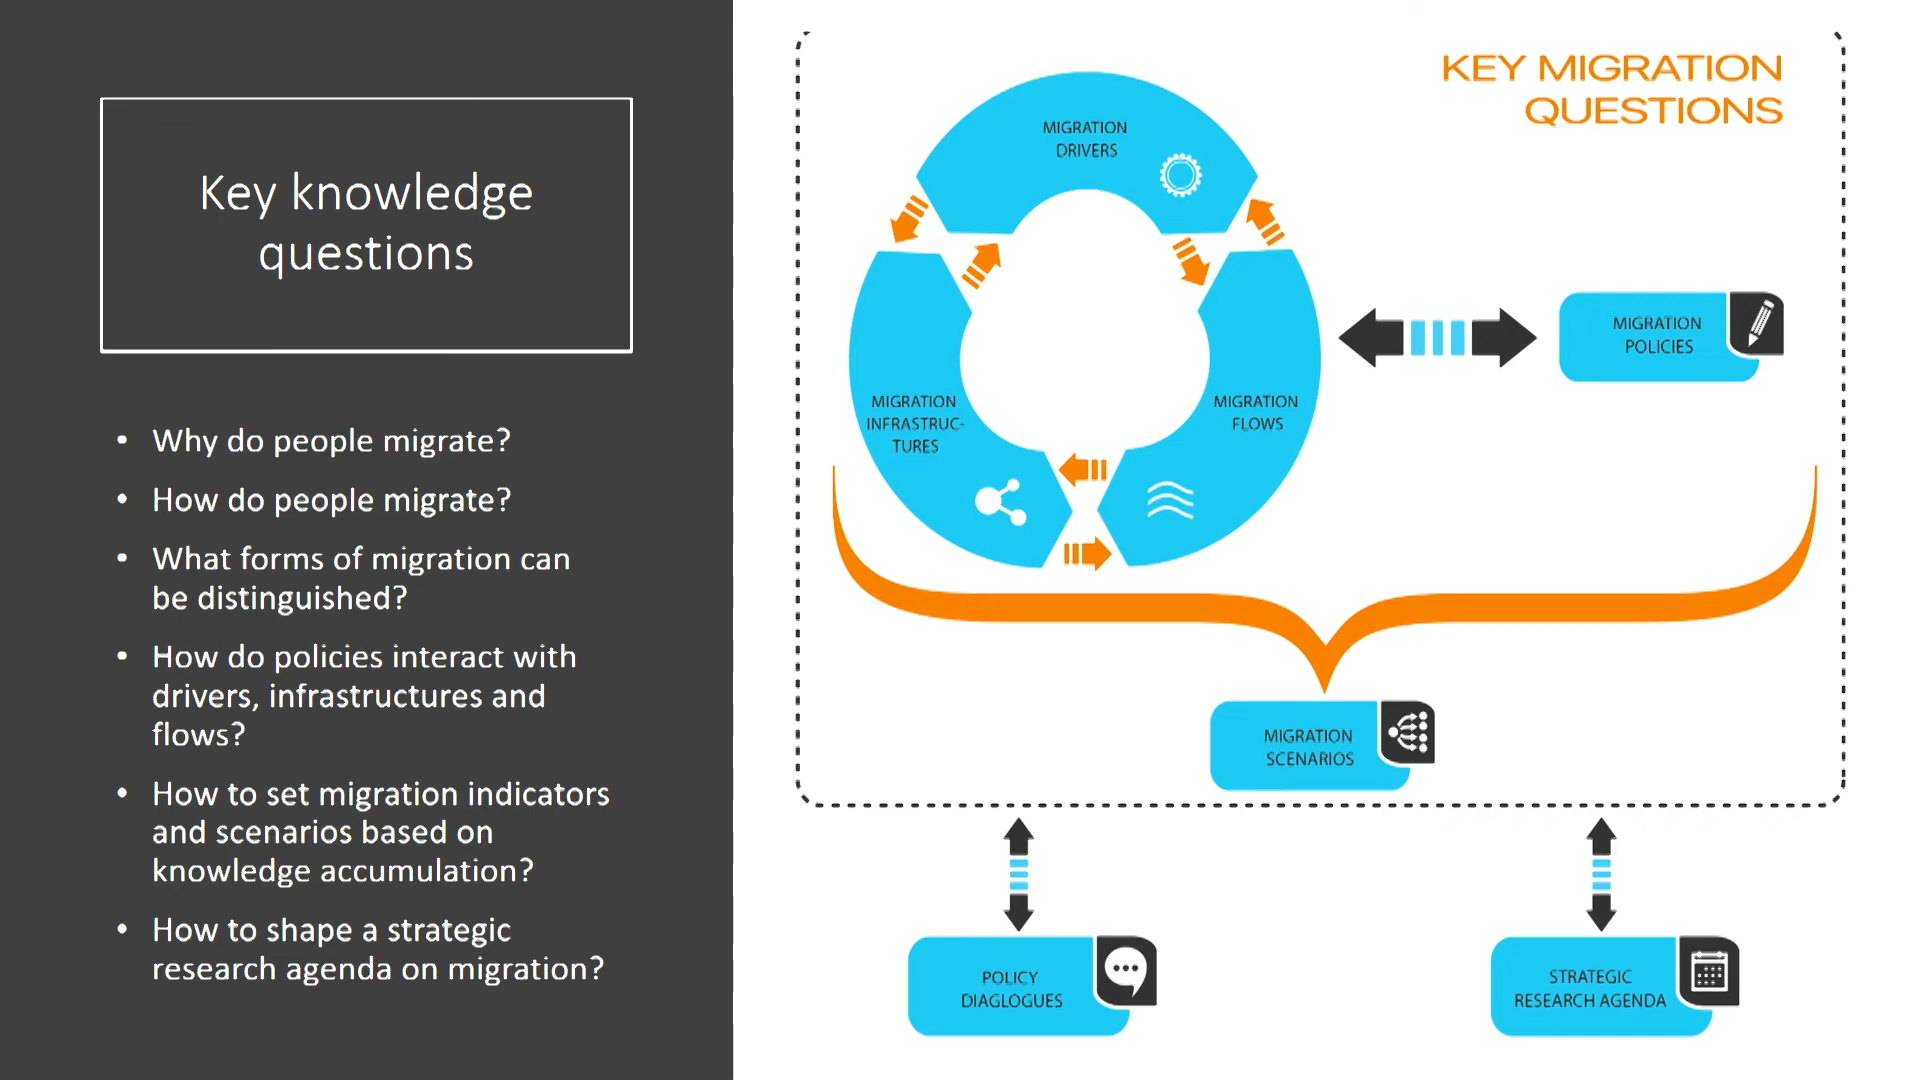 Key knowledge
questions
• Why do people migrate?
• How do people migrate?
• What forms of migration can
be distinguished?
• How do policies interact with
drivers, infrastructures and
flows?
• How to set migration indicators
and scenarios based on
knowledge accumulation?
• How to shape a strategic
research agenda on migration?
KEY MIGRATION
QUESTIONS
MIGRATION
DRIVERS
MIGRATION
INFRASTRUC-
TURES
MIGRATION
FLOWS
MIGRATION
POLICIES
MIGRATION
SCENARIOS
POLICY
DIAGLOGUES
STRATEGIC
RESEARCH AGENDA